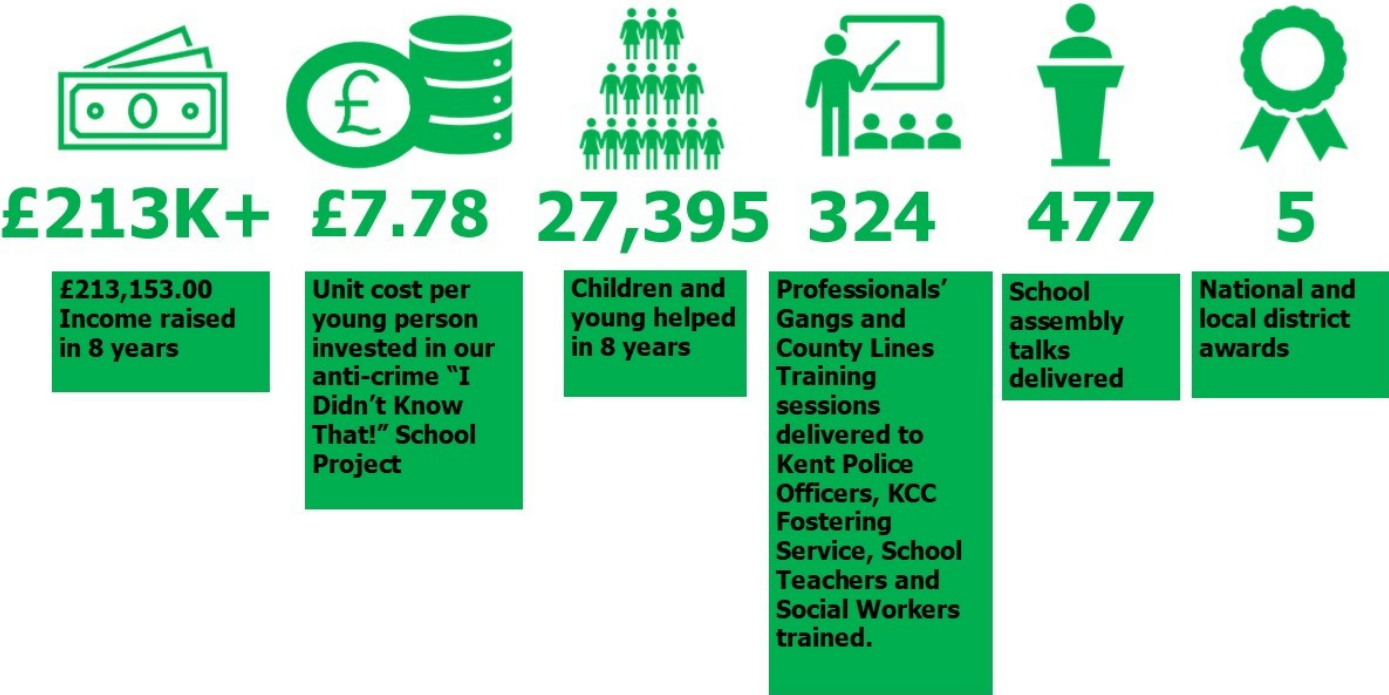 £
£213K+
£7.78
27,395
324
477
5
£213,153.00
Income raised
in 8 years
Unit cost per
young person
invested in our
anti-crime “I
Didn’t Know
That!” School
Project
Children and
young helped
in 8 years
Professionals’
Gangs and
County Lines
Training
sessions
delivered to
Kent Police
Officers, KCC
Fostering
Service, School
Teachers and
Social Workers
trained.
School
assembly
talks
delivered
National and
local district
awards